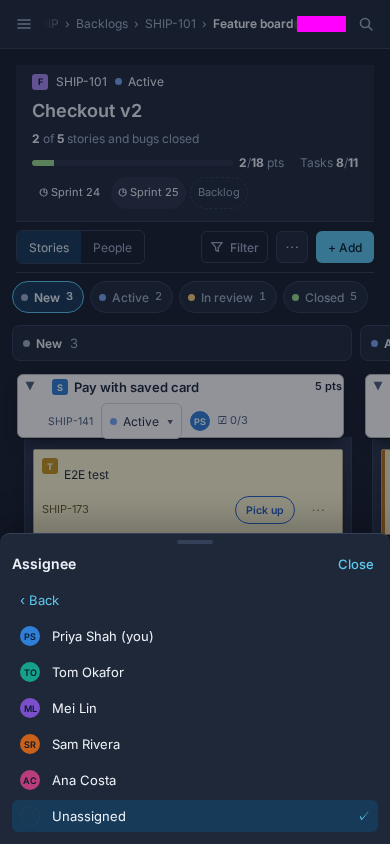 IP › Backlogs › SHIP-101 › Feature board
F SHIP-101 Active
Checkout v2
2 of 5 stories and bugs closed
2/18 pts Tasks 8/11
Sprint 24 Sprint 25 Backlog
Stories People Filter ··· + Add
New 3 Active 2 In review 1 Closed 5
New 3 A
S Pay with saved card 5 pts
SHIP-141 Active PS 0/3
T E2E test
SHIP-173 Pick up ···
Assignee Close
‹ Back
PS Priya Shah (you)
TO Tom Okafor
ML Mei Lin
SR Sam Rivera
AC Ana Costa
Unassigned ✓